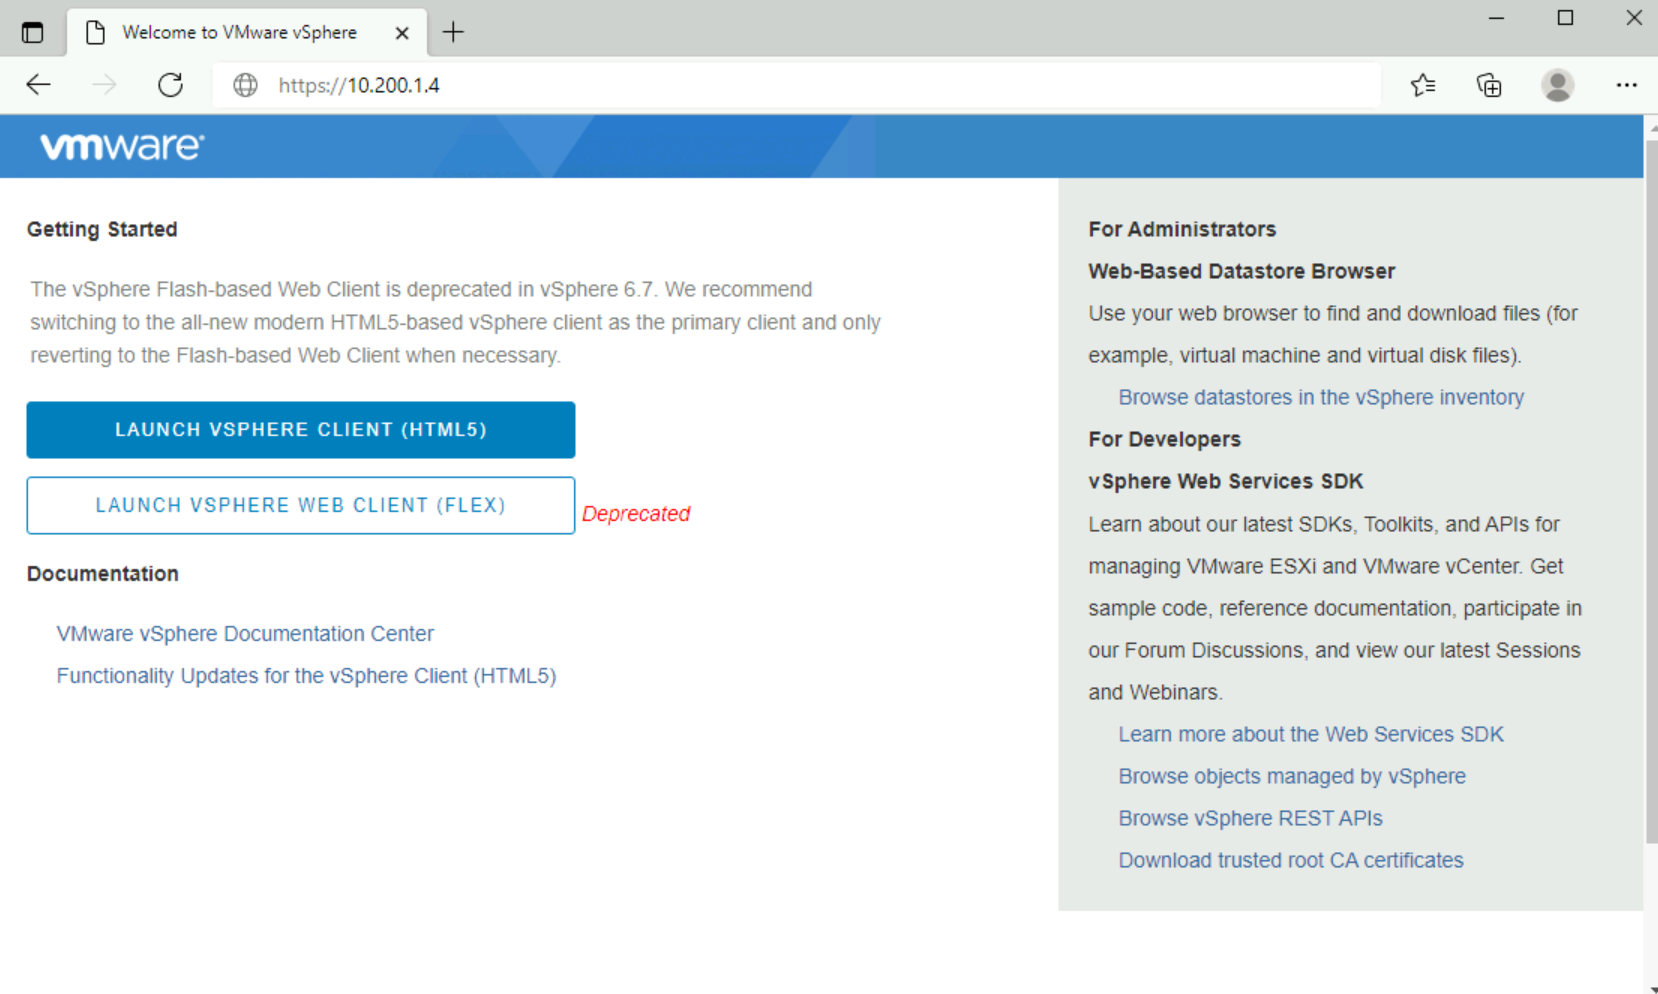 Welcome to VMware vSphere
https://10.200.1.4
vmware®
Getting Started
The vSphere Flash-based Web Client is deprecated in vSphere 6.7. We recommend
switching to the all-new modern HTML5-based vSphere client as the primary client and only
reverting to the Flash-based Web Client when necessary.
LAUNCH VSPHERE CLIENT (HTML5)
LAUNCH VSPHERE WEB CLIENT (FLEX)
Deprecated
Documentation
VMware vSphere Documentation Center
Functionality Updates for the vSphere Client (HTML5)
For Administrators
Web-Based Datastore Browser
Use your web browser to find and download files (for
example, virtual machine and virtual disk files).
Browse datastores in the vSphere inventory
For Developers
vSphere Web Services SDK
Learn about our latest SDKs, Toolkits, and APIs for
managing VMware ESXi and VMware vCenter. Get
sample code, reference documentation, participate in
our Forum Discussions, and view our latest Sessions
and Webinars.
Learn more about the Web Services SDK
Browse objects managed by vSphere
Browse vSphere REST APIs
Download trusted root CA certificates